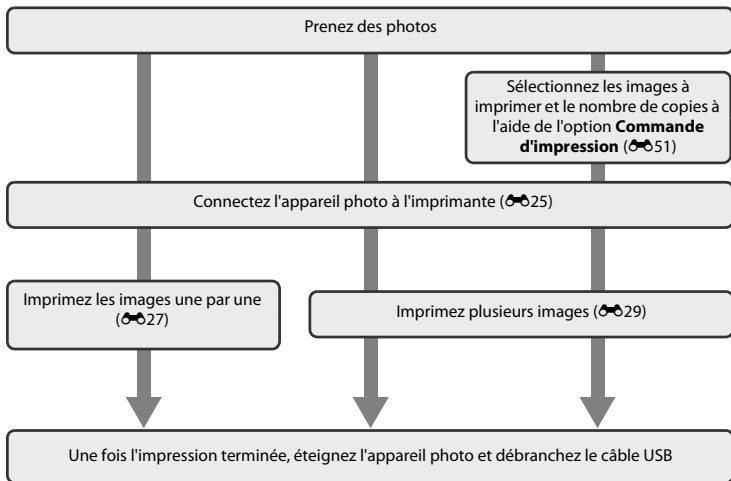 Prenez des photos
Sélectionnez les images à
imprimer et le nombre de copies à
l'aide de l'option Commande
d'impression (51)
Connectez l'appareil photo à l'imprimante (25)
Imprimez les images une par une
(27)
Imprimez plusieurs images (29)
Une fois l'impression terminée, éteignez l'appareil photo et débranchez le câble USB